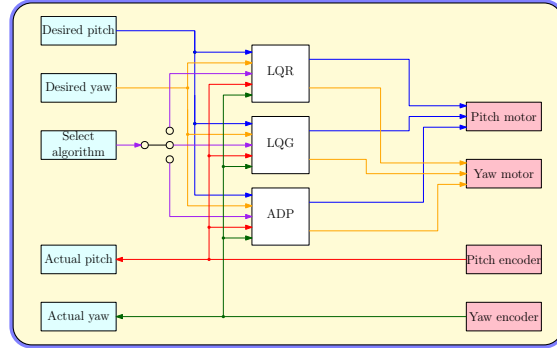 Desired pitch
Desired yaw
Select
algorithm
Actual pitch
Actual yaw
LQR
LQG
ADP
Pitch motor
Yaw motor
Pitch encoder
Yaw encoder